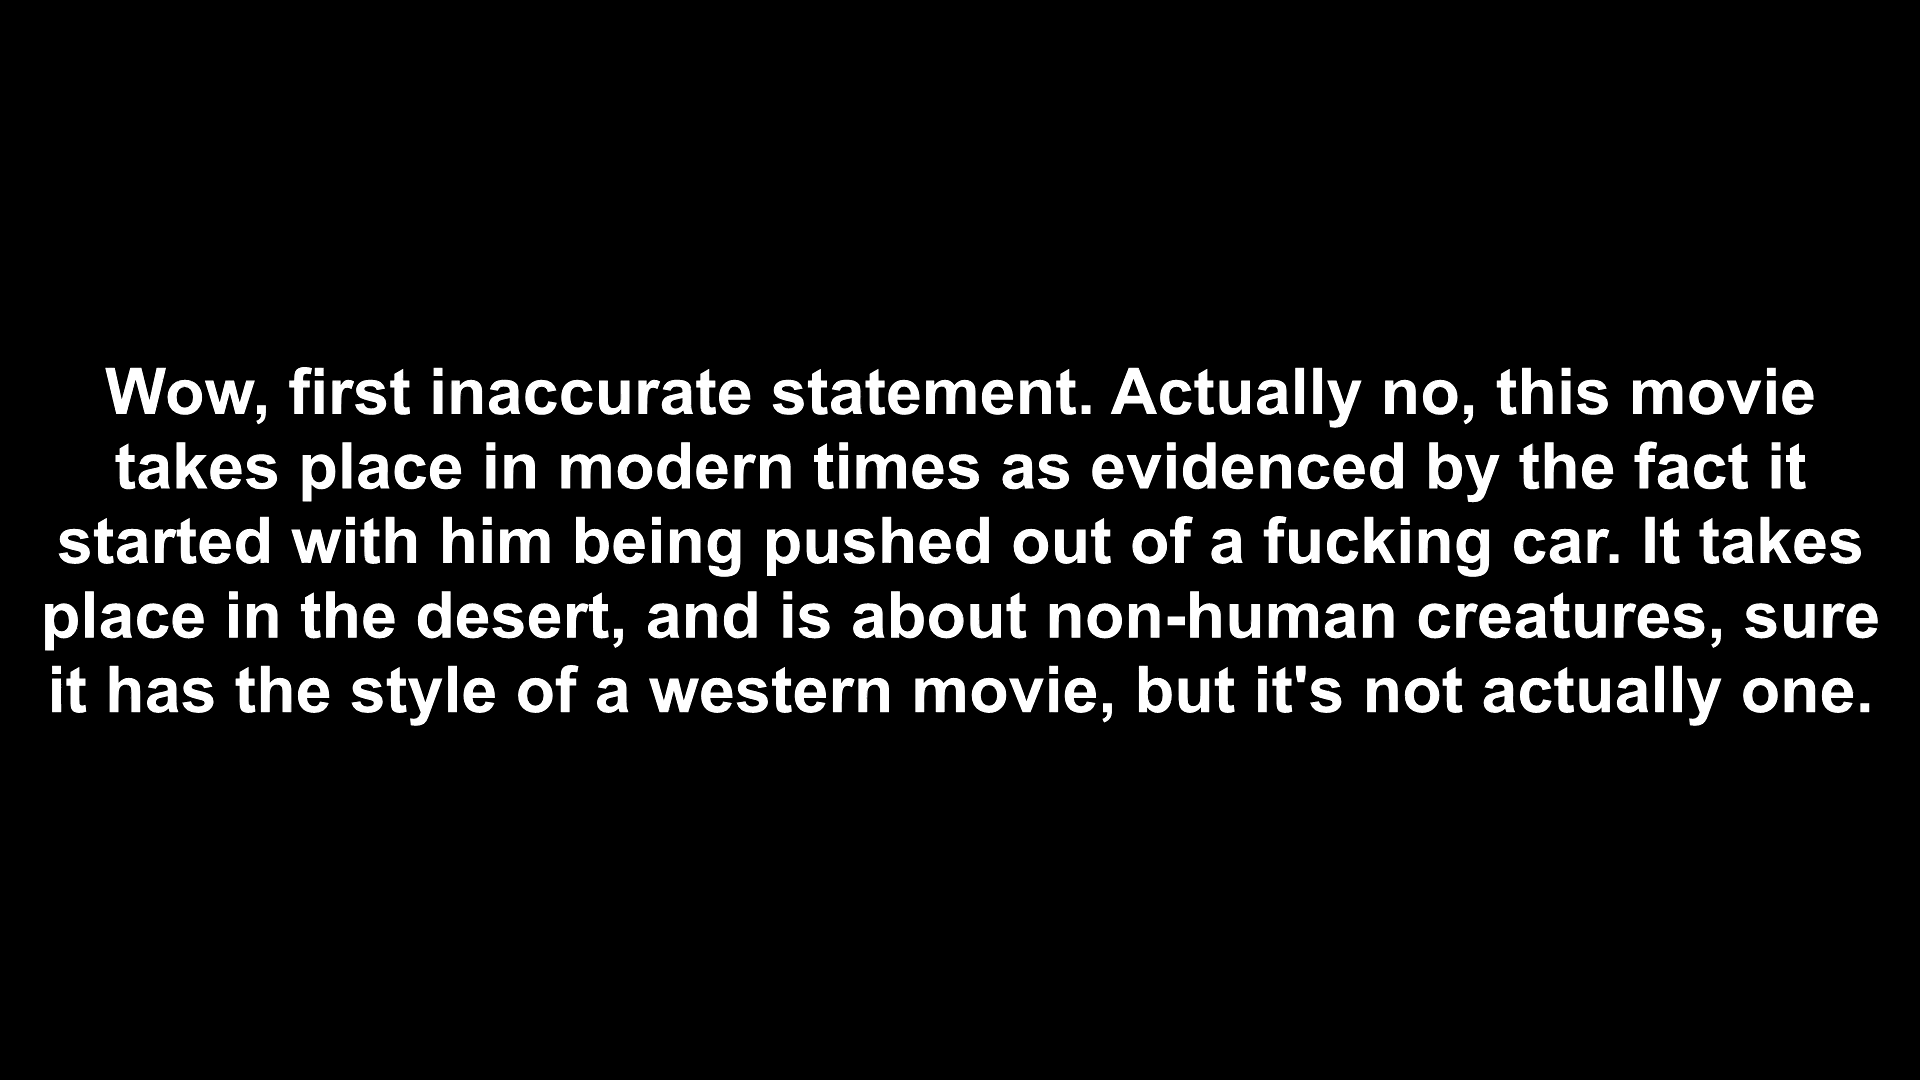 Wow, first inaccurate statement. Actually no, this movie
takes place in modern times as evidenced by the fact it
started with him being pushed out of a fucking car. It takes
place in the desert, and is about non-human creatures, sure
it has the style of a western movie, but it's not actually one.